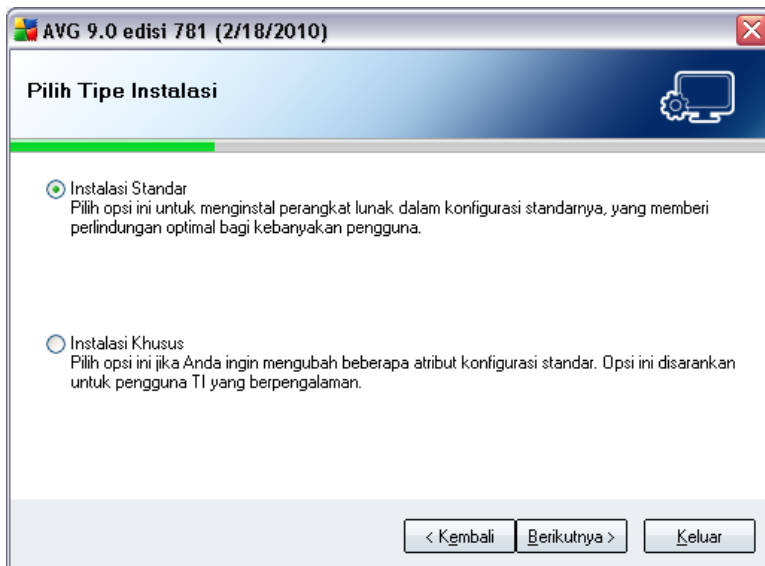 AVG 9.0 edisi 781 (2/18/2010)
Pilih Tipe Instalasi
Instalasi Standar
Pilih opsi ini untuk menginstal perangkat lunak dalam konfigurasi standarnya, yang memberi
perlindungan optimal bagi kebanyakan pengguna.
Instalasi Khusus
Pilih opsi ini jika Anda ingin mengubah beberapa atribut konfigurasi standar. Opsi ini disarankan
untuk pengguna TI yang berpengalaman.
< Kembali Berikutnya > Keluar